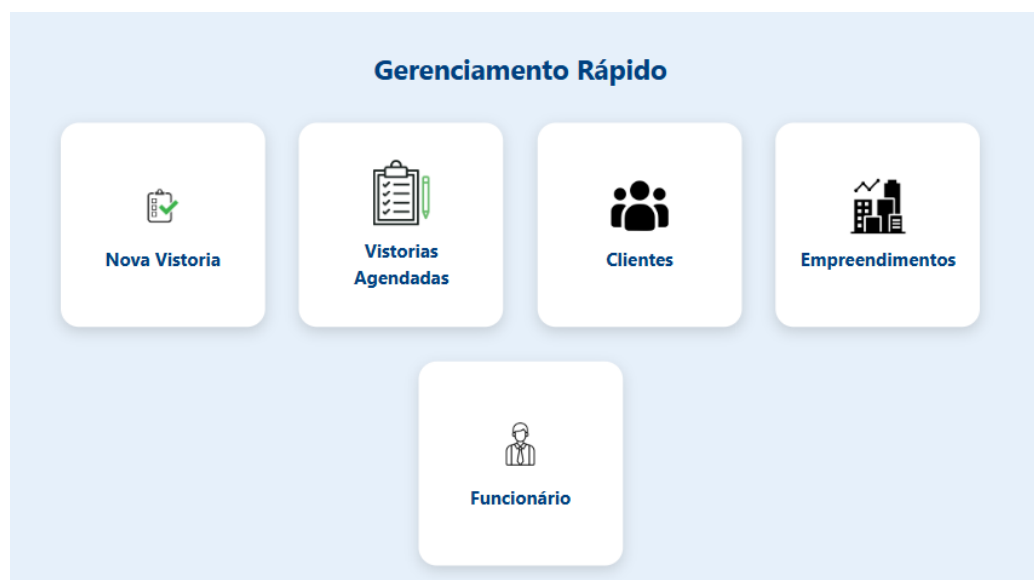 Gerenciamento Rápido
Nova Vistoria
Vistorias
Agendadas
Clientes
Empreendimentos
Funcionário